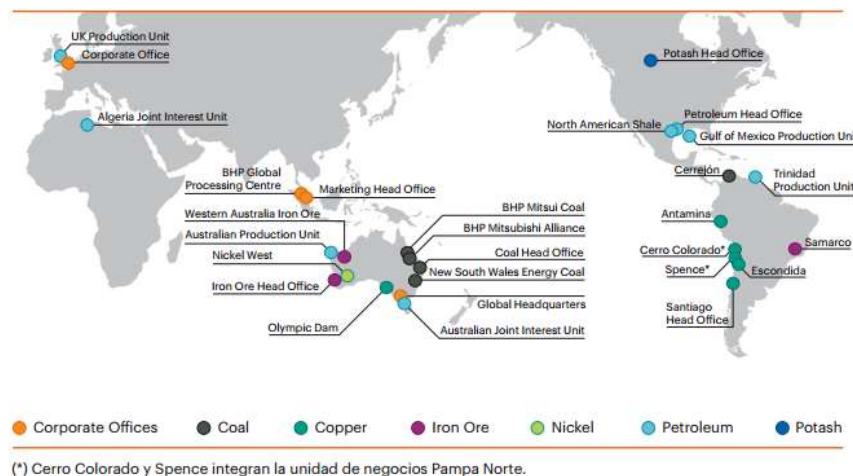 UK Production Unit
Corporate Office
Potash Head Office
Algeria Joint Interest Unit
Petroleum Head Office
North American Shale
Gulf of Mexico Production Uni
BHP Global
Processing Centre
Marketing Head Office
Cerrejón
Trinidad
Production Unit
Western Australia Iron Ore
BHP Mitsui Coal
Antamina
Australian Production Unit
BHP Mitsubishi Alliance
Nickel West
Coal Head Office
Cerro Colorado*
Samarco
Spence*
Escondida
Iron Ore Head Office
New South Wales Energy Coal
Global Headquarters
Santiago
Head Office
Olympic Dam
Australian Joint Interest Unit
Corporate Offices
Coal
Copper
Iron Ore
Nickel
Petroleum
Potash
(*) Cerro Colorado y Spence integran la unidad de negocios Pampa Norte.